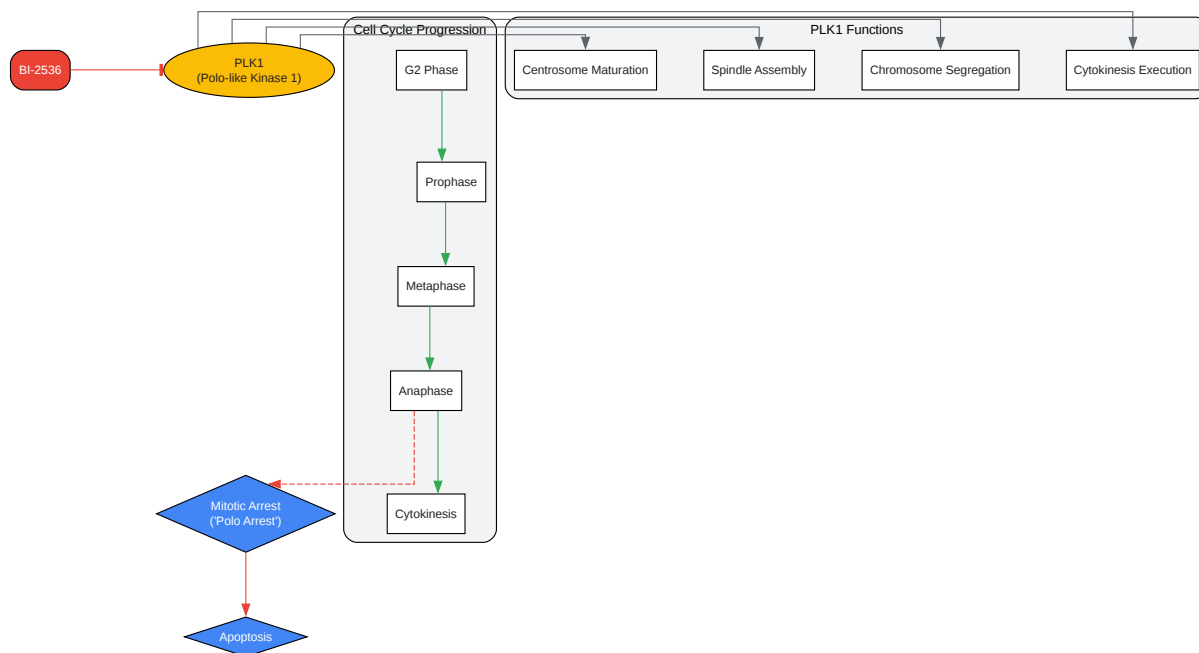 Cell Cycle Progression
PLK1 Functions
BI-2536
PLK1
(Polo-like Kinase 1)
G2 Phase
Centrosome Maturation
Spindle Assembly
Chromosome Segregation
Cytokinesis Execution
Prophase
Metaphase
Anaphase
Mitotic Arrest
('Polo Arrest')
Cytokinesis
Apoptosis